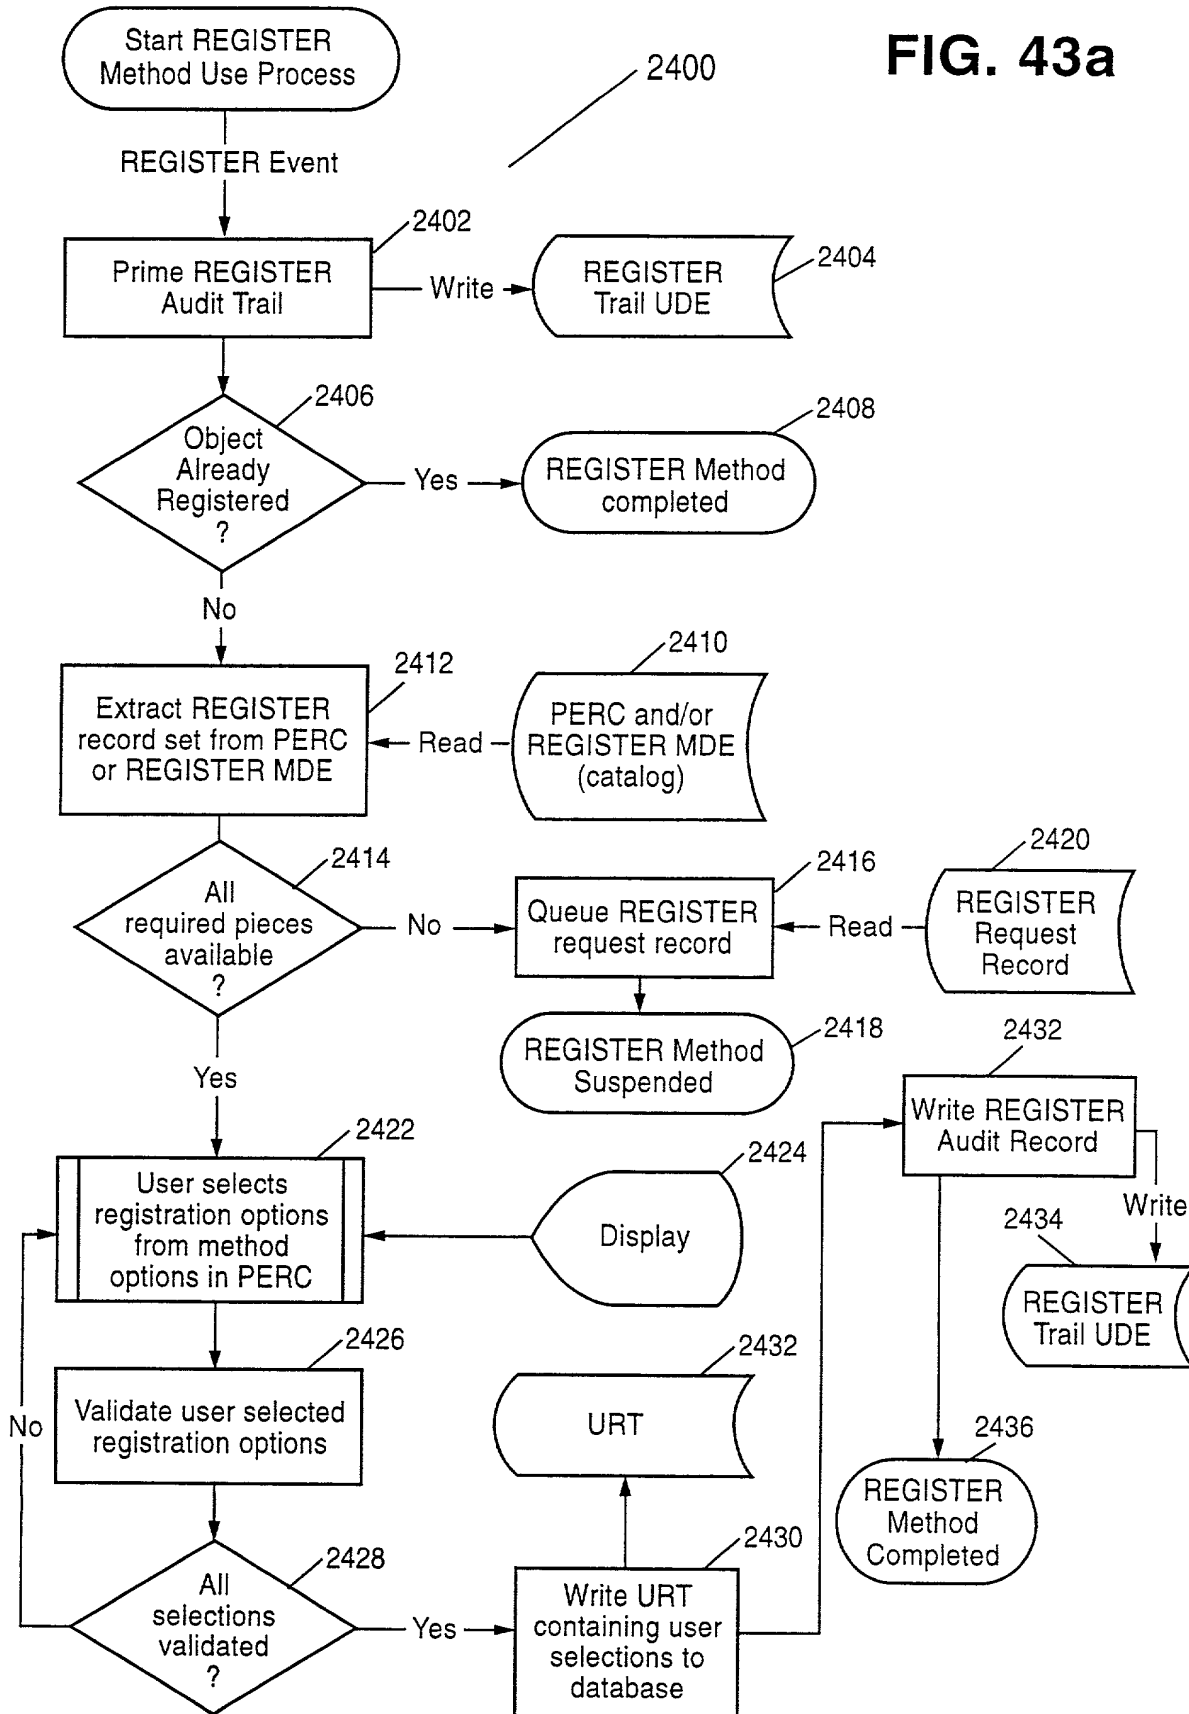 FIG. 43a
Start REGISTER
Method Use Process
2400
REGISTER Event
2402
Prime REGISTER
Audit Trail
Write
REGISTER
Trail UDE
2404
2406
Object
Already
Registered
?
Yes
2408
REGISTER Method
completed
No
2412
Extract REGISTER
record set from PERC
or REGISTER MDE
Read
2410
PERC and/or
REGISTER MDE
(catalog)
2414
All
required pieces
available
?
No
2416
Queue REGISTER
request record
Read
2420
REGISTER
Request
Record
2418
REGISTER Method
Suspended
Yes
2422
User selects
registration options
from method
options in PERC
2424
Display
2432
Write REGISTER
Audit Record
Write
2434
REGISTER
Trail UDE
2426
Validate user selected
registration options
No
2432
URT
2436
REGISTER
Method
Completed
2428
All
selections
validated
?
Yes
2430
Write URT
containing user
selections to
database